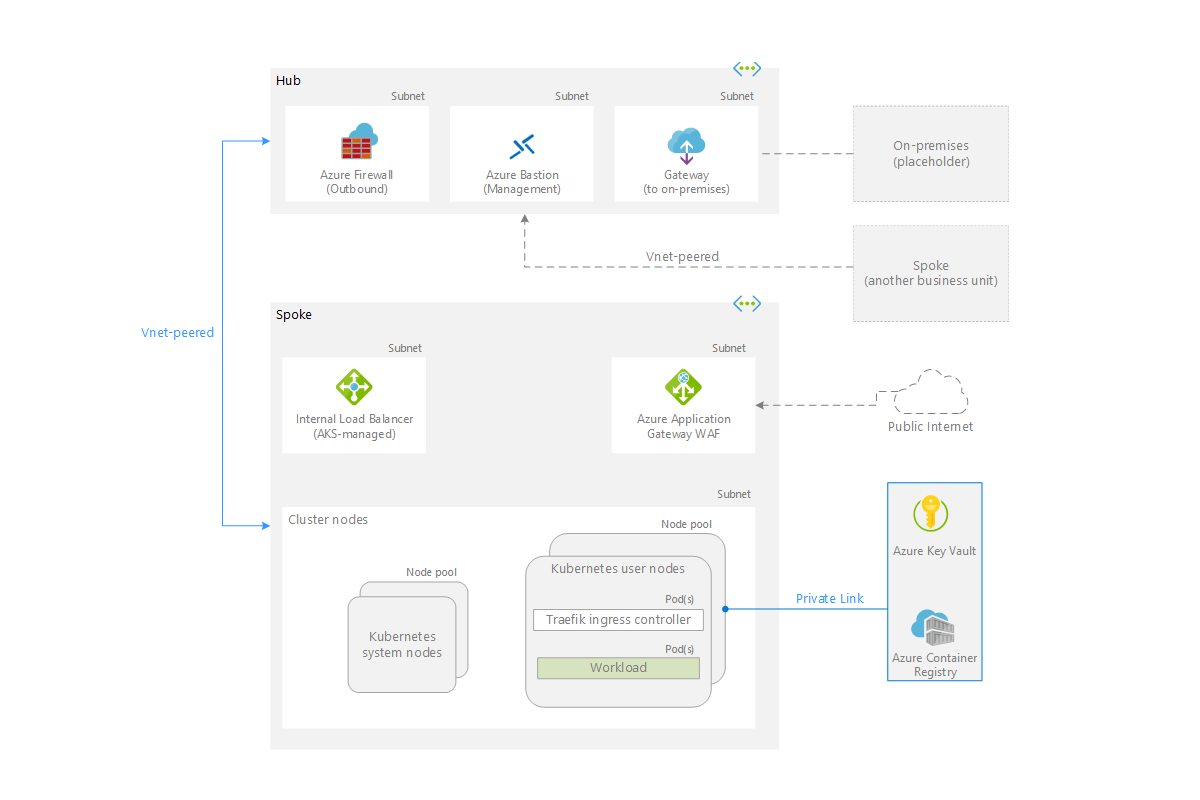 Hub
Subnet
Subnet
Subnet
Azure Firewall
(Outbound)
Azure Bastion
(Management)
Gateway
(to on-premises)
On-premises
(placeholder)
Vnet-peered
Spoke
(another business unit)
Vnet-peered
Spoke
Subnet
Subnet
Internal Load Balancer
(AKS-managed)
Azure Application
Gateway WAF
Public Internet
Subnet
Cluster nodes
Node pool
Kubernetes
system nodes
Node pool
Kubernetes user nodes
Pod(s)
Traefik ingress controller
Pod(s)
Workload
Private Link
Azure Key Vault
Azure Container
Registry